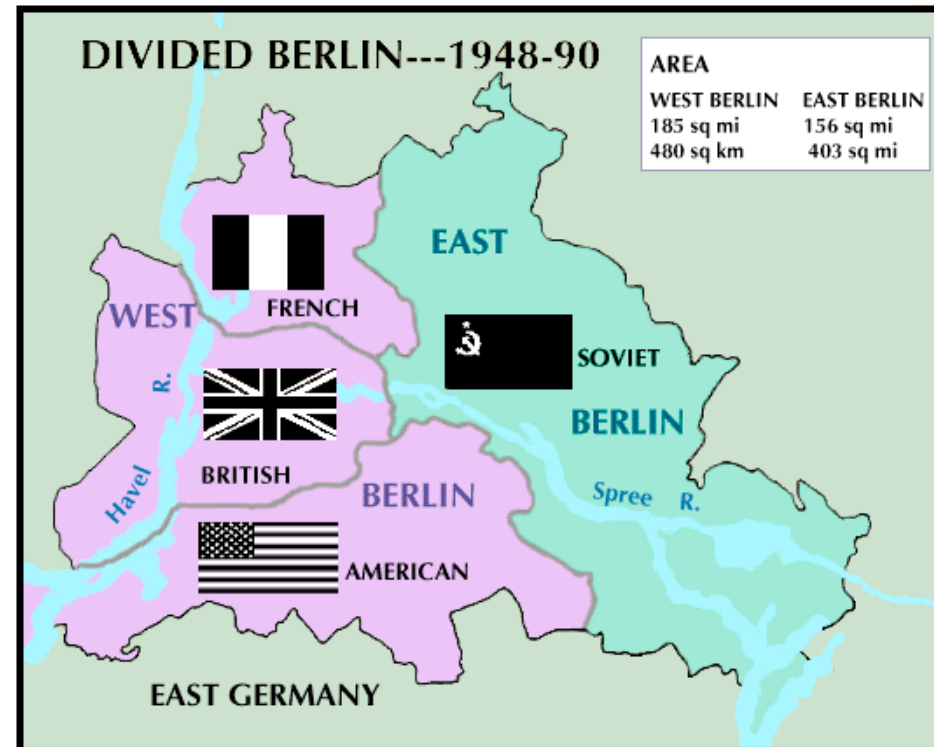 DIVIDED BERLIN---1948-90
AREA
WEST BERLIN EAST BERLIN
185 sq mi 156 sq mi
480 sq km 403 sq mi
EAST
WEST
FRENCH
SOVIET
R.
BERLIN
BRITISH
Havel
BERLIN
Spree R.
AMERICAN
EAST GERMANY